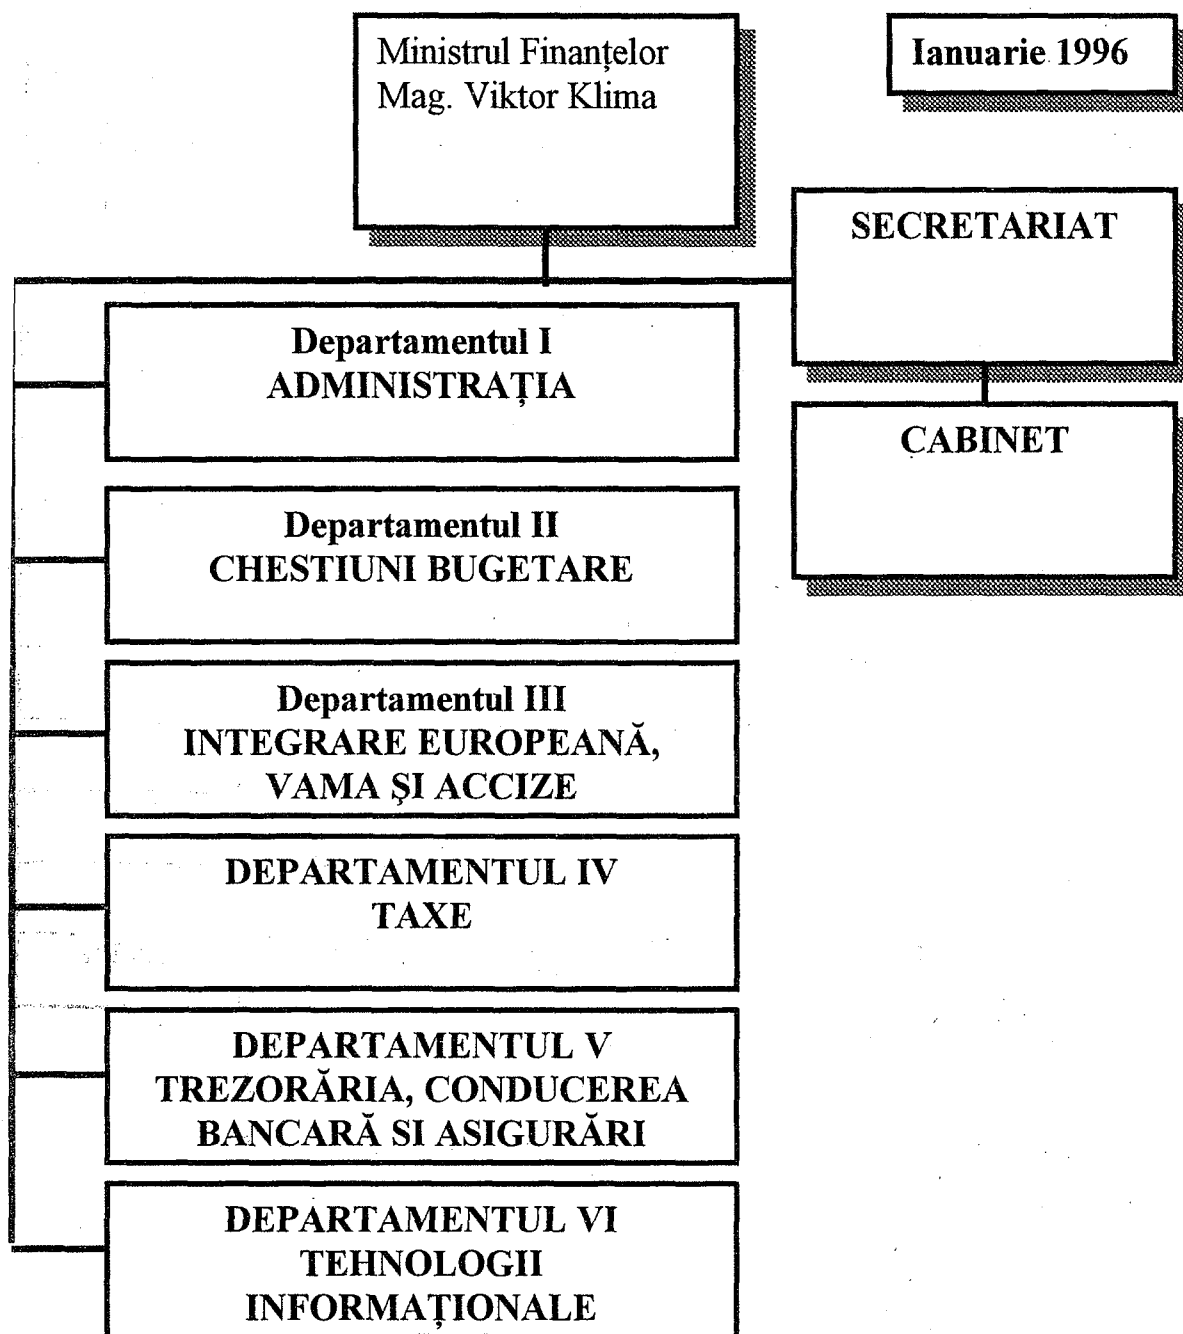 Ministrul Finanțelor
Mag. Viktor Klima
Ianuarie 1996
SECRETARIAT
CABINET
Departamentul I
ADMINISTRAȚIA
Departamentul II
CHESTIUNI BUGETARE
Departamentul III
INTEGRARE EUROPEANĂ,
VAMA ŞI ACCIZE
DEPARTAMENTUL IV
TAXE
DEPARTAMENTUL V
TREZORĂRIA, CONDUCEREA
BANCARĂ SI ASIGURĂRI
DEPARTAMENTUL VI
TEHNOLOGII
INFORMAȚIONALE